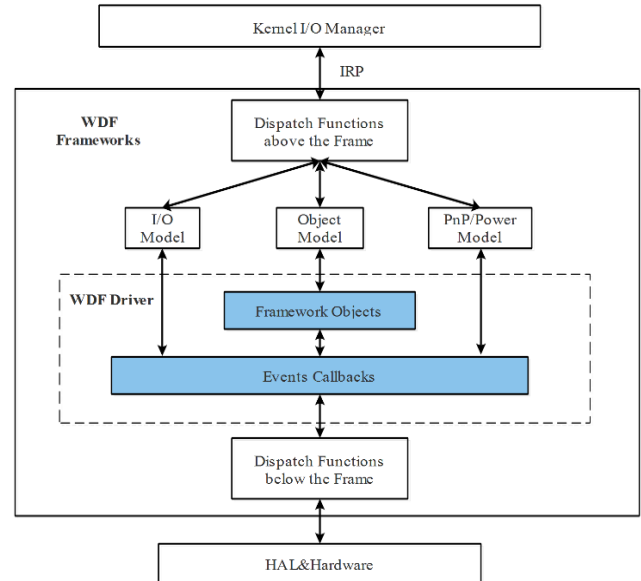 Kernel I/O Manager
IRP
WDF
Frameworks
Dispatch Functions
above the Frame
I/O
Model
Object
Model
PnP/Power
Model
WDF Driver
Framework Objects
Events Callbacks
Dispatch Functions
below the Frame
HAL&Hardware